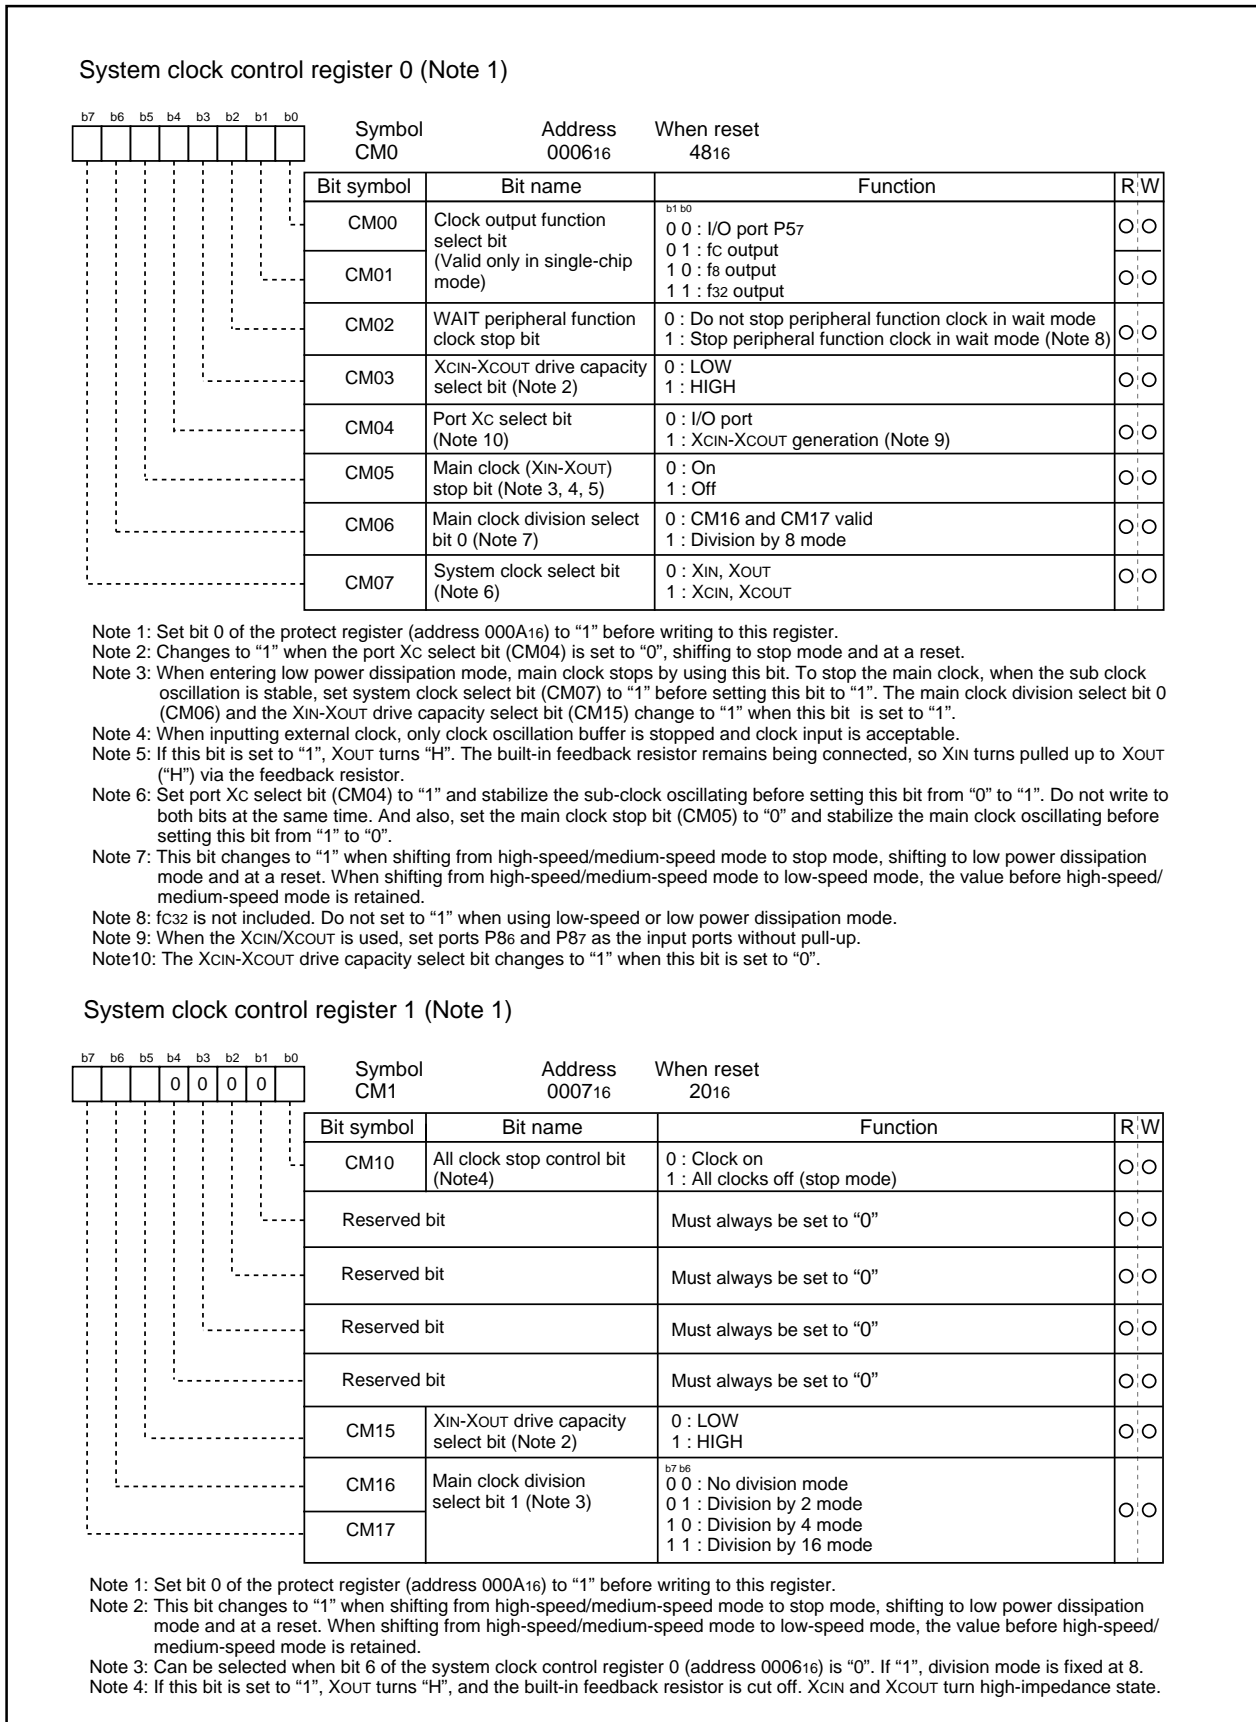 System clock control register 0 (Note 1)
b7 b6 b5 b4 b3 b2 b1 b0
Symbol Address When reset
CM0 000616 4816
Bit symbol Bit name Function R W
CM00 Clock output function select bit (Valid only in single-chip mode)
b1 b0
0 0 : I/O port P57
0 1 : fC output
1 0 : f8 output
1 1 : f32 output
CM01
CM02 WAIT peripheral function clock stop bit
0 : Do not stop peripheral function clock in wait mode
1 : Stop peripheral function clock in wait mode (Note 8)
CM03 XCIN-XCOUT drive capacity select bit (Note 2)
0 : LOW
1 : HIGH
CM04 Port XC select bit (Note 10)
0 : I/O port
1 : XCIN-XCOUT generation (Note 9)
CM05 Main clock (XIN-XOUT) stop bit (Note 3, 4, 5)
0 : On
1 : Off
CM06 Main clock division select bit 0 (Note 7)
0 : CM16 and CM17 valid
1 : Division by 8 mode
CM07 System clock select bit (Note 6)
0 : XIN, XOUT
1 : XCIN, XCOUT
Note 1: Set bit 0 of the protect register (address 000A16) to “1” before writing to this register.
Note 2: Changes to “1” when the port XC select bit (CM04) is set to “0”, shiffing to stop mode and at a reset.
Note 3: When entering low power dissipation mode, main clock stops by using this bit. To stop the main clock, when the sub clock
oscillation is stable, set system clock select bit (CM07) to “1” before setting this bit to “1”. The main clock division select bit 0
(CM06) and the XIN-XOUT drive capacity select bit (CM15) change to “1” when this bit is set to “1”.
Note 4: When inputting external clock, only clock oscillation buffer is stopped and clock input is acceptable.
Note 5: If this bit is set to “1”, XOUT turns “H”. The built-in feedback resistor remains being connected, so XIN turns pulled up to XOUT
(“H”) via the feedback resistor.
Note 6: Set port XC select bit (CM04) to “1” and stabilize the sub-clock oscillating before setting this bit from “0” to “1”. Do not write to
both bits at the same time. And also, set the main clock stop bit (CM05) to “0” and stabilize the main clock oscillating before
setting this bit from “1” to “0”.
Note 7: This bit changes to “1” when shifting from high-speed/medium-speed mode to stop mode, shifting to low power dissipation
mode and at a reset. When shifting from high-speed/medium-speed mode to low-speed mode, the value before high-speed/
medium-speed mode is retained.
Note 8: fC32 is not included. Do not set to “1” when using low-speed or low power dissipation mode.
Note 9: When the XCIN/XCOUT is used, set ports P86 and P87 as the input ports without pull-up.
Note10: The XCIN-XCOUT drive capacity select bit changes to “1” when this bit is set to “0”.
System clock control register 1 (Note 1)
b7 b6 b5 b4 b3 b2 b1 b0
0 0 0 0
Symbol Address When reset
CM1 000716 2016
Bit symbol Bit name Function R W
CM10 All clock stop control bit (Note4)
0 : Clock on
1 : All clocks off (stop mode)
Reserved bit Must always be set to “0”
Reserved bit Must always be set to “0”
Reserved bit Must always be set to “0”
Reserved bit Must always be set to “0”
CM15 XIN-XOUT drive capacity select bit (Note 2)
0 : LOW
1 : HIGH
CM16 Main clock division select bit 1 (Note 3)
b7 b6
0 0 : No division mode
0 1 : Division by 2 mode
1 0 : Division by 4 mode
1 1 : Division by 16 mode
CM17
Note 1: Set bit 0 of the protect register (address 000A16) to “1” before writing to this register.
Note 2: This bit changes to “1” when shifting from high-speed/medium-speed mode to stop mode, shifting to low power dissipation
mode and at a reset. When shifting from high-speed/medium-speed mode to low-speed mode, the value before high-speed/
medium-speed mode is retained.
Note 3: Can be selected when bit 6 of the system clock control register 0 (address 000616) is “0”. If “1”, division mode is fixed at 8.
Note 4: If this bit is set to “1”, XOUT turns “H”, and the built-in feedback resistor is cut off. XCIN and XCOUT turn high-impedance state.